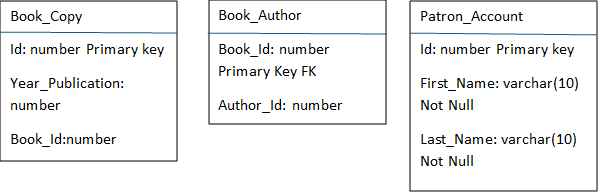 Book_Copy
Id: number Primary key
Year_Publication:
number
Book_Id:number
Book_Author
Book_Id: number
Primary Key FK
Author_Id: number
Patron_Account
Id: number Primary key
First_Name: varchar(10)
Not Null
Last_Name: varchar(10)
Not Null